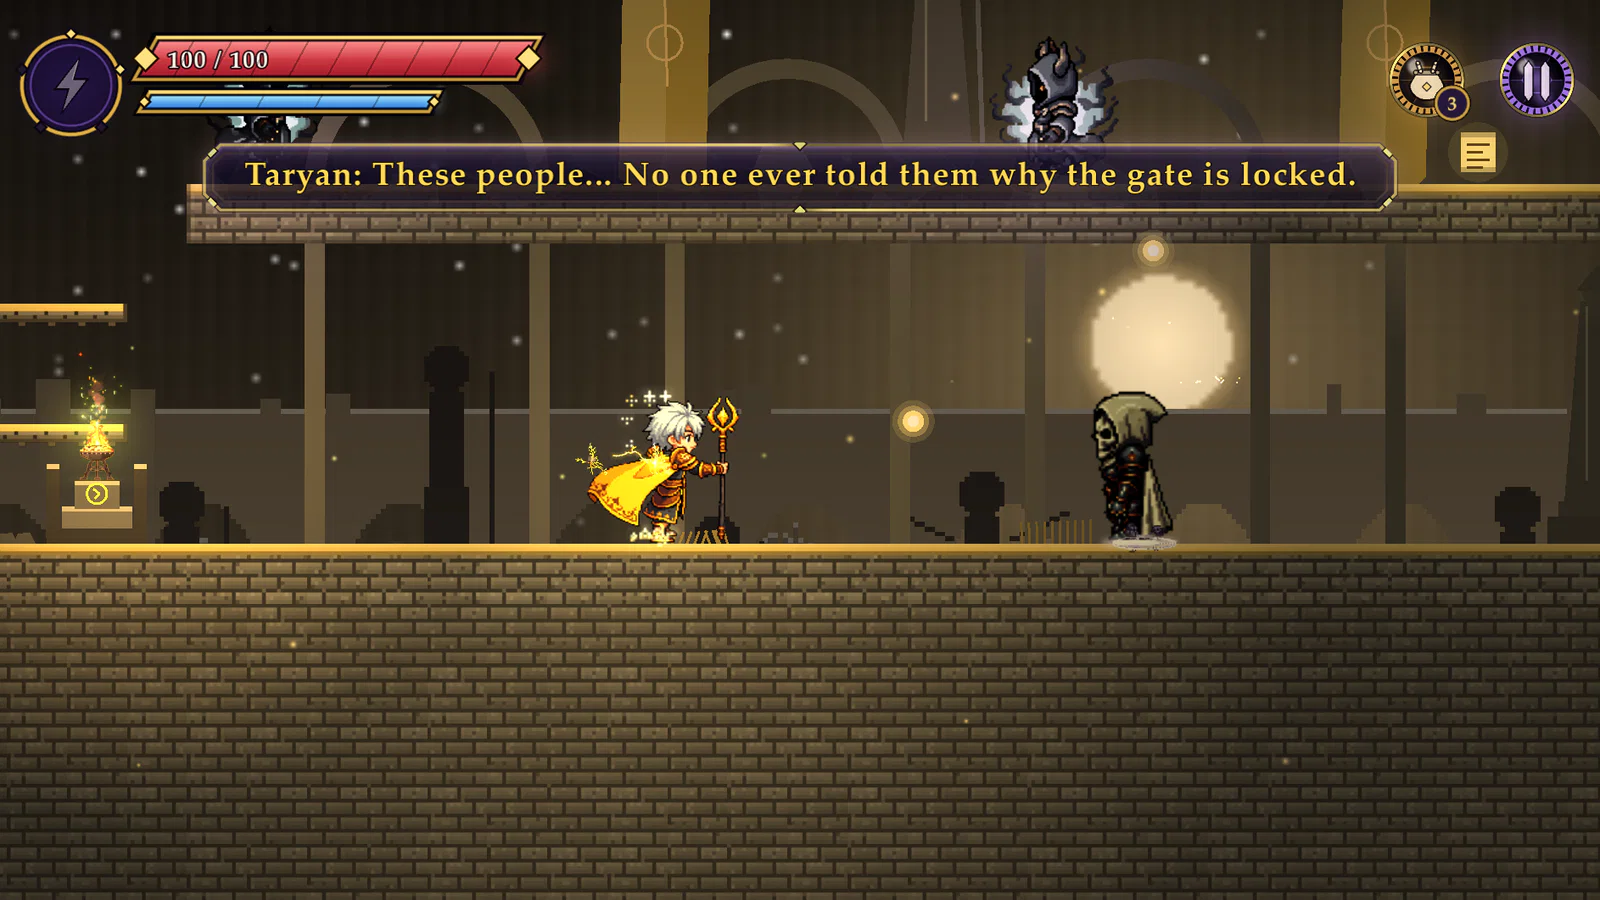 100 / 100
3
Taryan: These people... No one ever told them why the gate is locked.